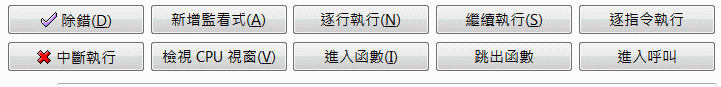 除錯(D) 新增監看式(A) 逐行執行(N) 繼續執行(S) 逐指令執行
中斷執行 檢視 CPU 視窗(V) 進入函數(I) 跳出函數 進入呼叫